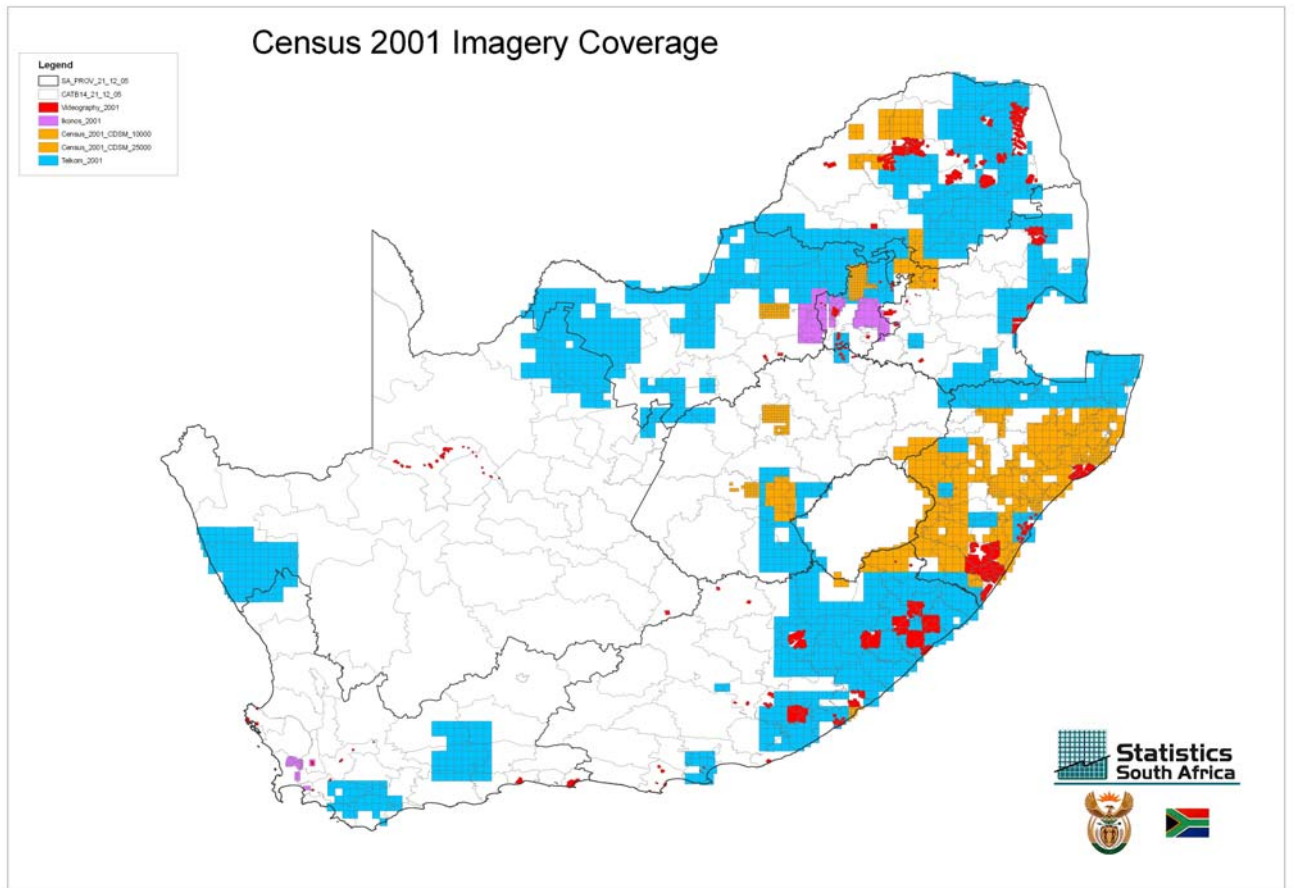 Census 2001 Imagery Coverage
Legend
SA_PROV_21_12_05
CATB14_21_12_05
Videography_2001
Ikonos_2001
Census_2001_CDSM_10000
Census_2001_CDSM_25000
Telkom_2001
Statistics
South Africa